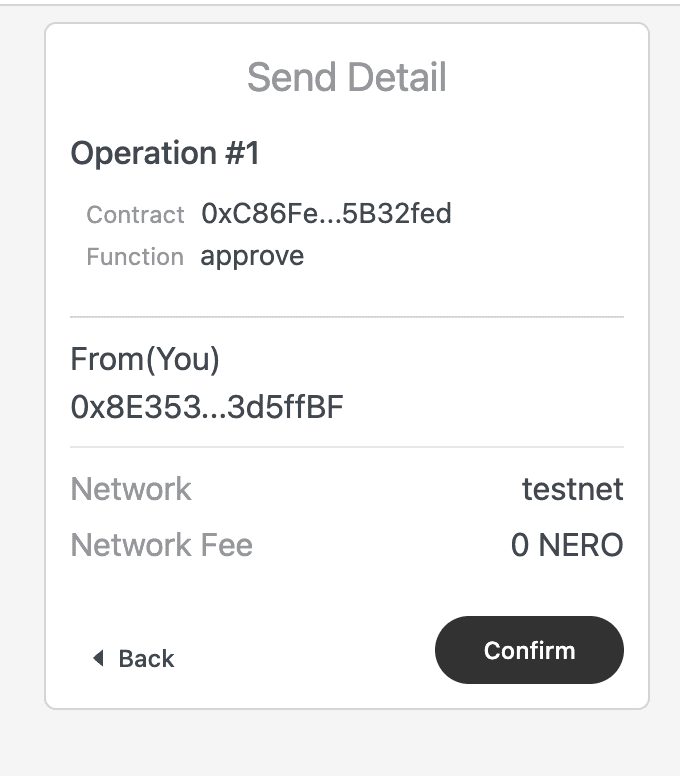 Send Detail
Operation #1
Contract 0xC86Fe...5B32fed
Function approve
From(You)
0x8E353...3d5ffBF
Network testnet
Network Fee 0 NERO
Back Confirm